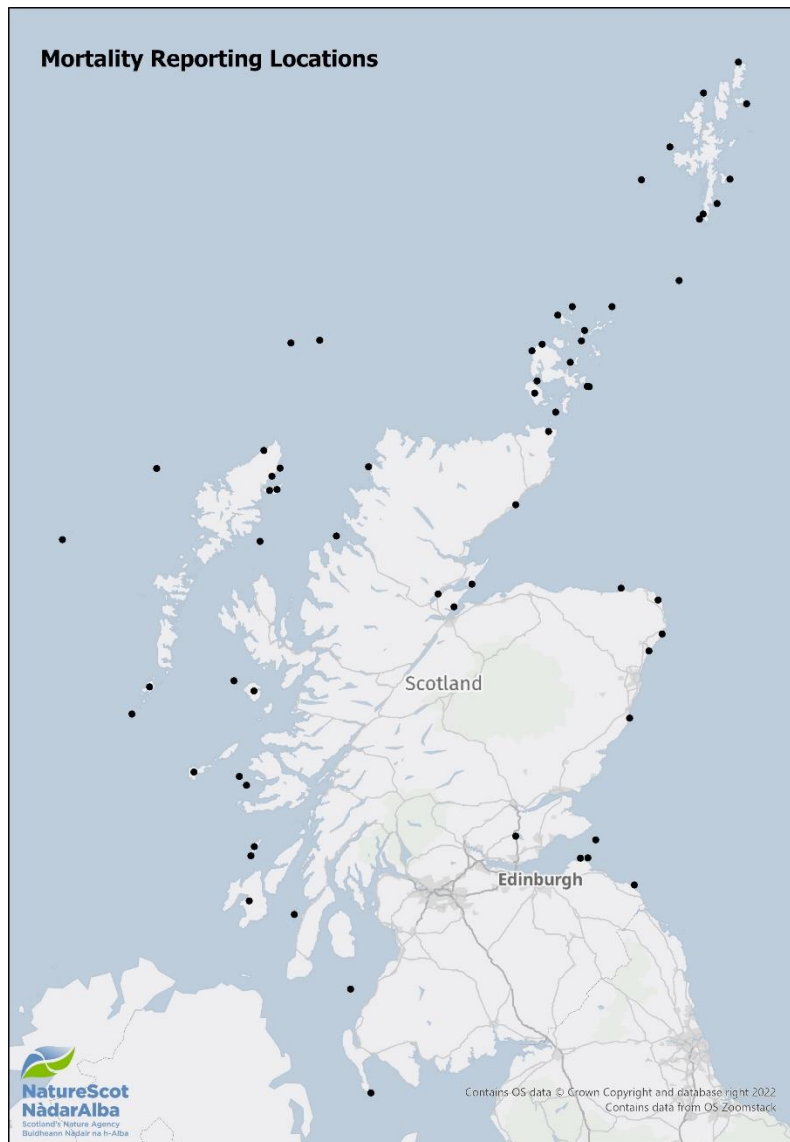 Mortality Reporting Locations
Scotland
Edinburgh
NatureScot
NàdarAlba
Scotland's Nature Agency
Buidheann Nàdair na h-Alba
Contains OS data © Crown Copyright and database right 2022
Contains data from OS Zoomstack